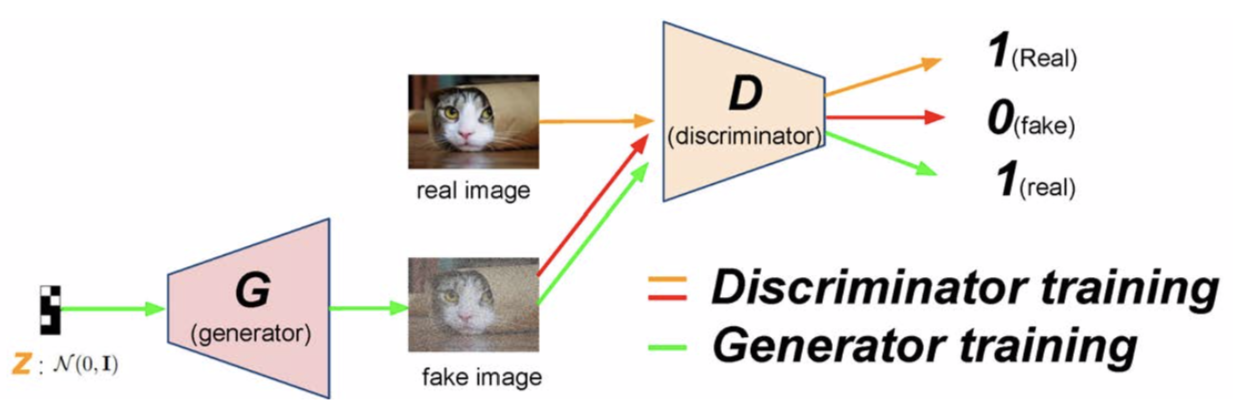 1(Real)
D
(discriminator)
0(fake)
real image
1(real)
G
(generator)
Discriminator training
Generator training
Z : 𝒩(0, I)
fake image